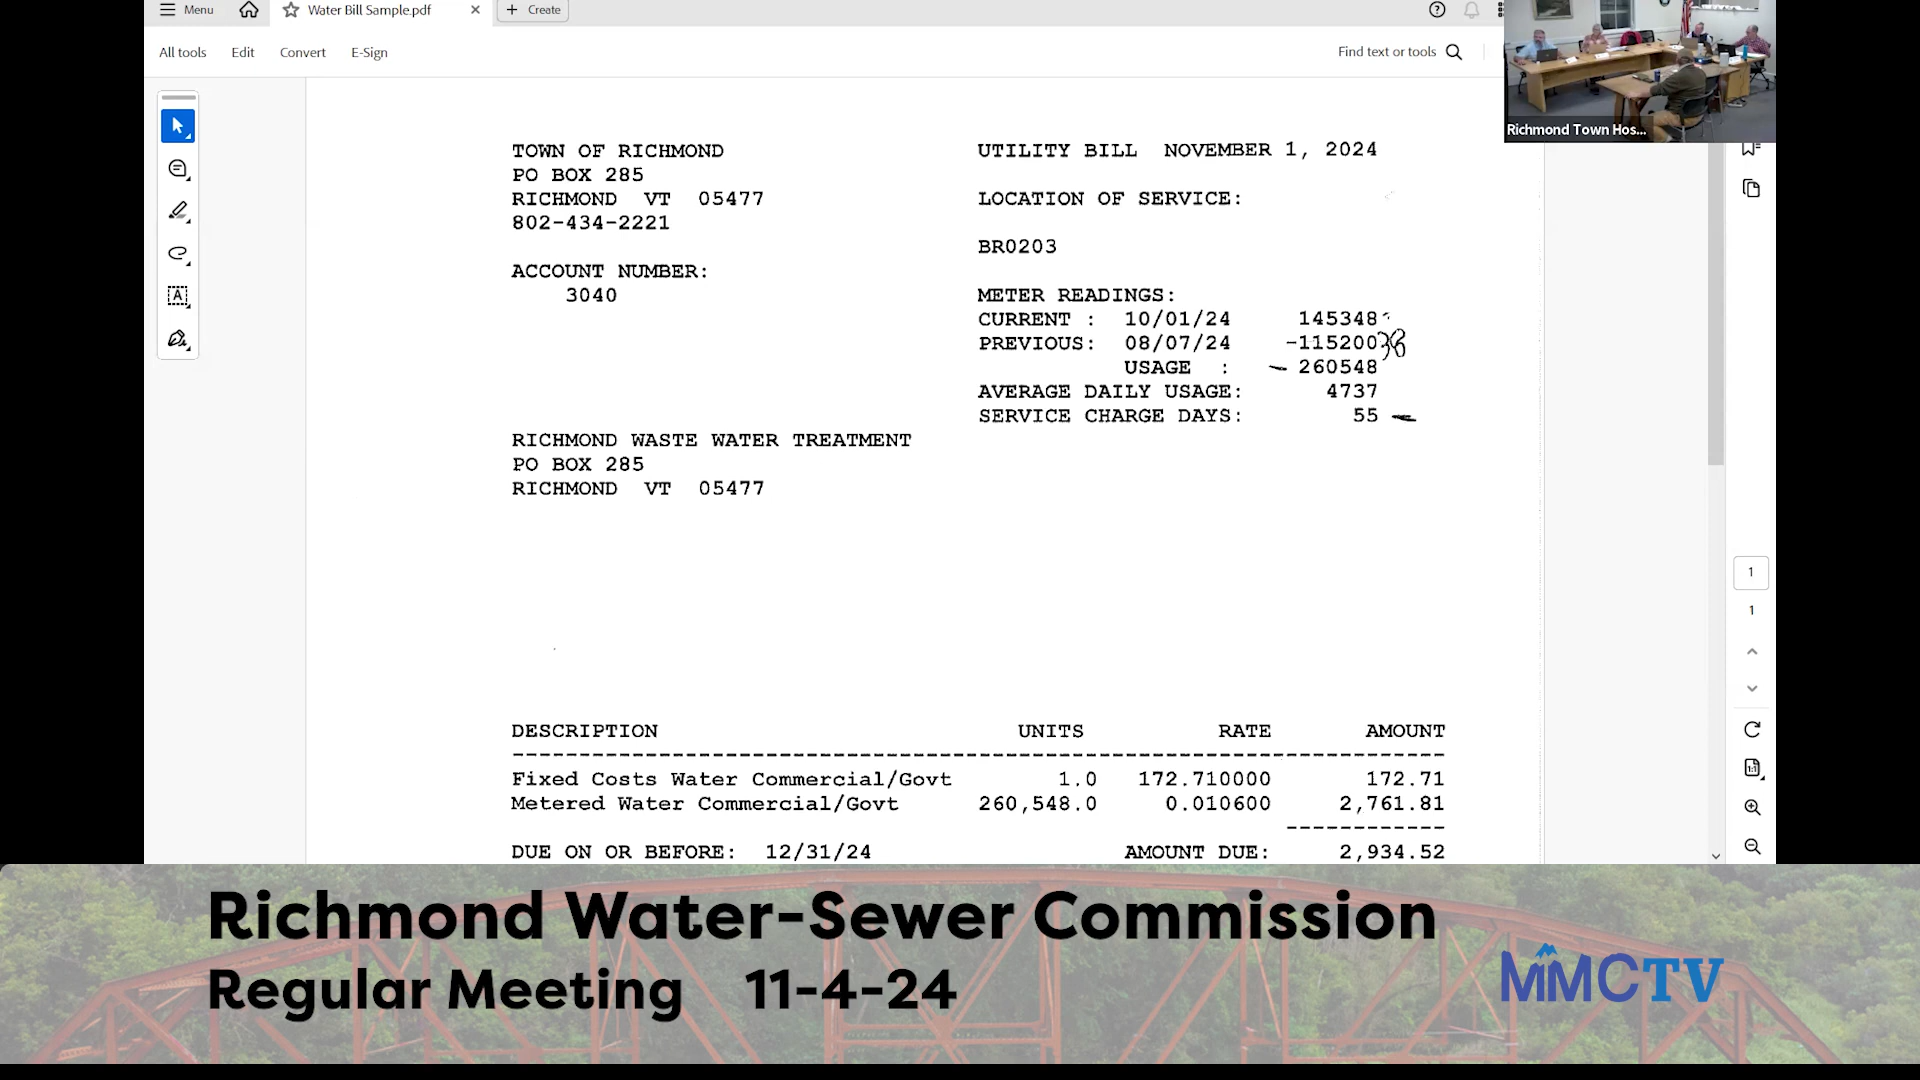 Menu
Water Bill Sample.pdf
Create
All tools
Edit
Convert
E-Sign
Find text or tools
Richmond Town Hos...
TOWN OF RICHMOND
PO BOX 285
RICHMOND VT 05477
802-434-2221
ACCOUNT NUMBER:
3040
RICHMOND WASTE WATER TREATMENT
PO BOX 285
RICHMOND VT 05477
UTILITY BILL NOVEMBER 1, 2024
LOCATION OF SERVICE:
BR0203
METER READINGS:
CURRENT : 10/01/24 145348
PREVIOUS: 08/07/24 -115200
USAGE : 260548
AVERAGE DAILY USAGE: 4737
SERVICE CHARGE DAYS: 55
DESCRIPTION UNITS RATE AMOUNT
Fixed Costs Water Commercial/Govt 1.0 172.710000 172.71
Metered Water Commercial/Govt 260,548.0 0.010600 2,761.81
DUE ON OR BEFORE: 12/31/24 AMOUNT DUE: 2,934.52
1
1
Richmond Water-Sewer Commission
Regular Meeting 11-4-24
MMCTV